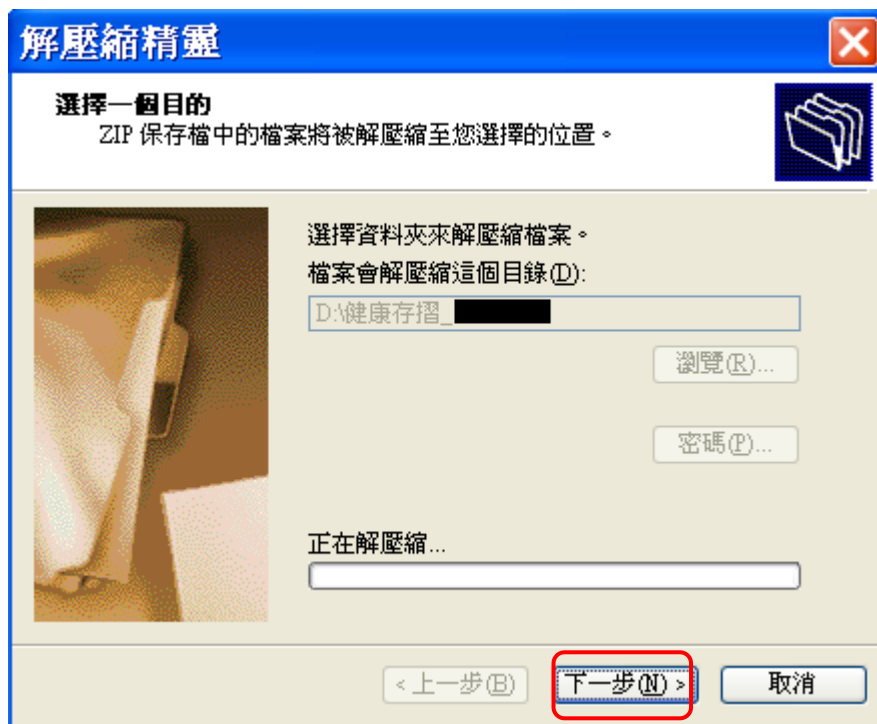 解壓縮精靈
選擇一個目的
ZIP 保存檔中的檔案將被解壓縮至您選擇的位置。
選擇資料夾來解壓縮檔案。
檔案會解壓縮這個目錄(D):
D:\健康存摺_
瀏覽(R)...
密碼(P)...
正在解壓縮...
<上一步(B) 下一步(N) > 取消